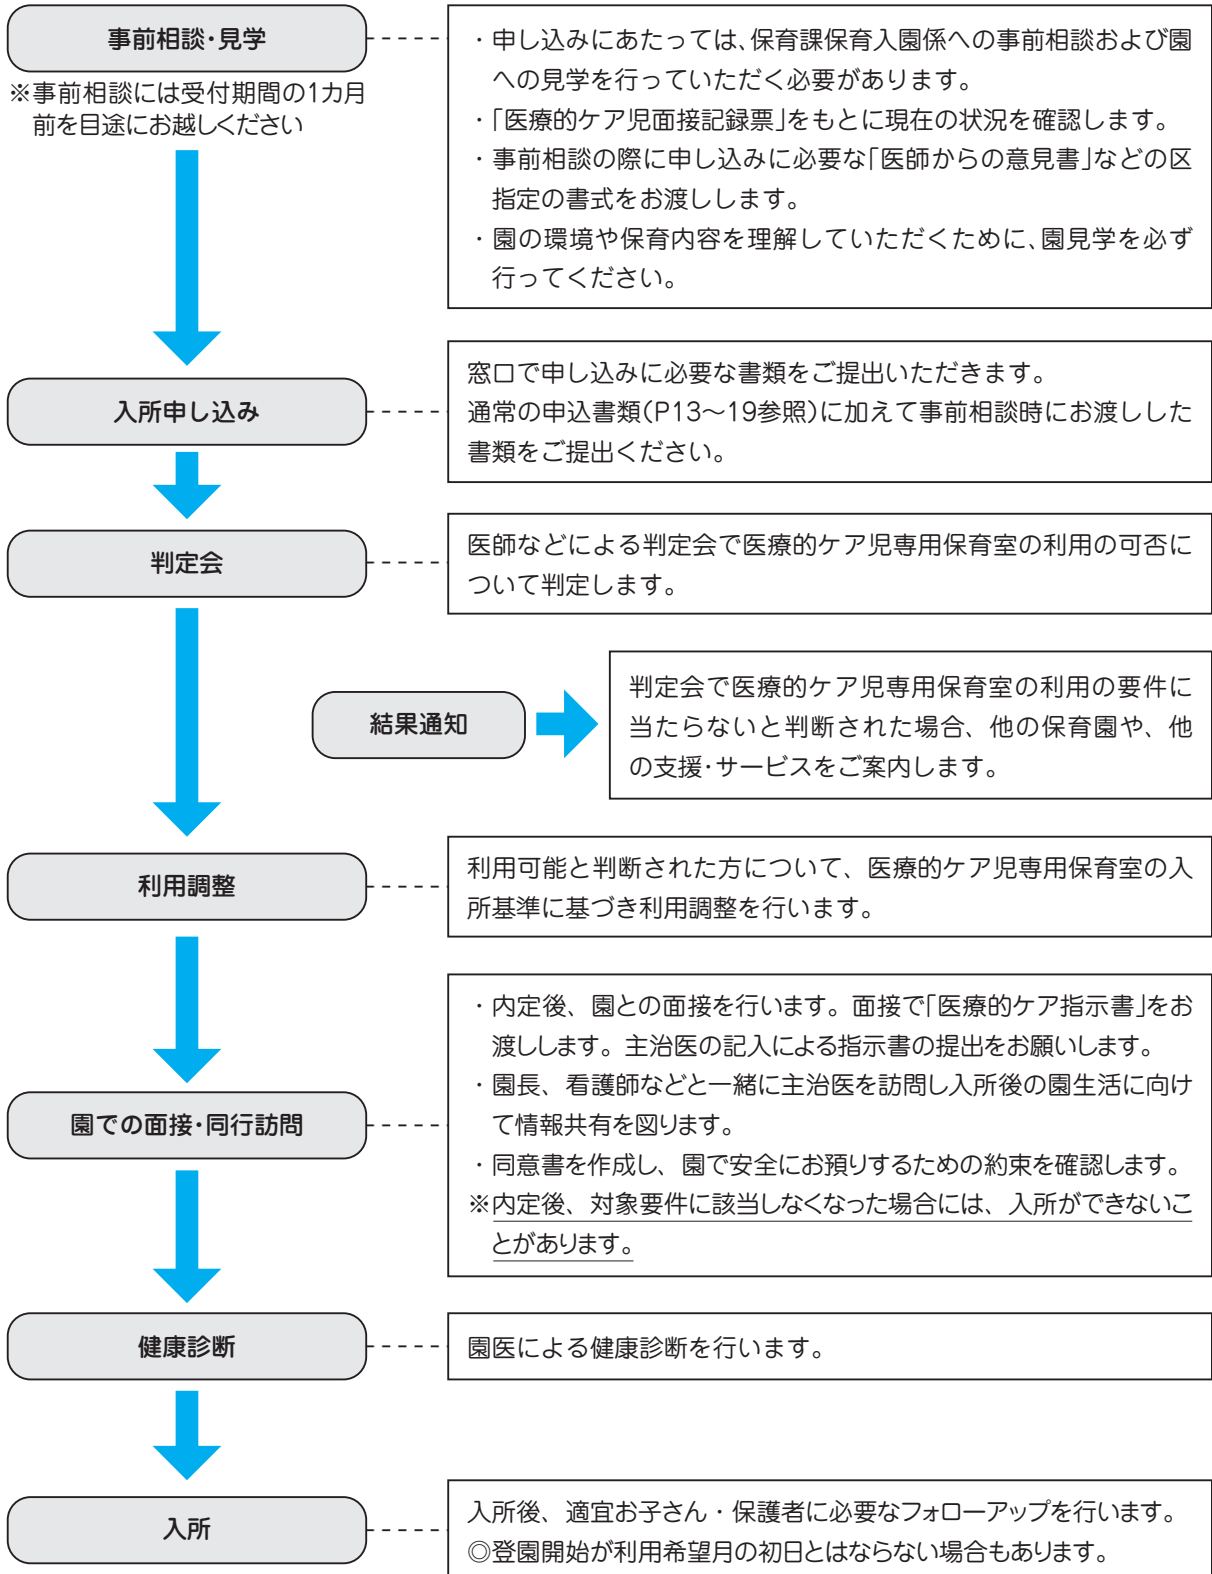 事前相談・見学
※事前相談には受付期間の1カ月
前を目途にお越しください
・申し込みにあたっては、保育課保育入園係への事前相談および園
への見学を行っていただく必要があります。
・「医療的ケア児面接記録票」をもとに現在の状況を確認します。
・事前相談の際に申し込みに必要な「医師からの意見書」などの区
指定の書式をお渡しします。
・園の環境や保育内容を理解していただくために、園見学を必ず
行ってください。
入所申し込み
窓口で申し込みに必要な書類をご提出いただきます。
通常の申込書類(P13～19参照)に加えて事前相談時にお渡しした
書類をご提出ください。
判定会
医師などによる判定会で医療的ケア児専用保育室の利用の可否に
ついて判定します。
結果通知
判定会で医療的ケア児専用保育室の利用の要件に
当たらないと判断された場合、他の保育園や、他
の支援・サービスをご案内します。
利用調整
利用可能と判断された方について、医療的ケア児専用保育室の入
所基準に基づき利用調整を行います。
園での面接・同行訪問
・内定後、園との面接を行います。面接で「医療的ケア指示書」をお
渡しします。主治医の記入による指示書の提出をお願いします。
・園長、看護師などと一緒に主治医を訪問し入所後の園生活に向け
て情報共有を図ります。
・同意書を作成し、園で安全にお預りするための約束を確認します。
※内定後、対象要件に該当しなくなった場合には、入所ができないこ
とがあります。
健康診断
園医による健康診断を行います。
入所
入所後、適宜お子さん・保護者に必要なフォローアップを行います。
◎登園開始が利用希望月の初日とはならない場合もあります。